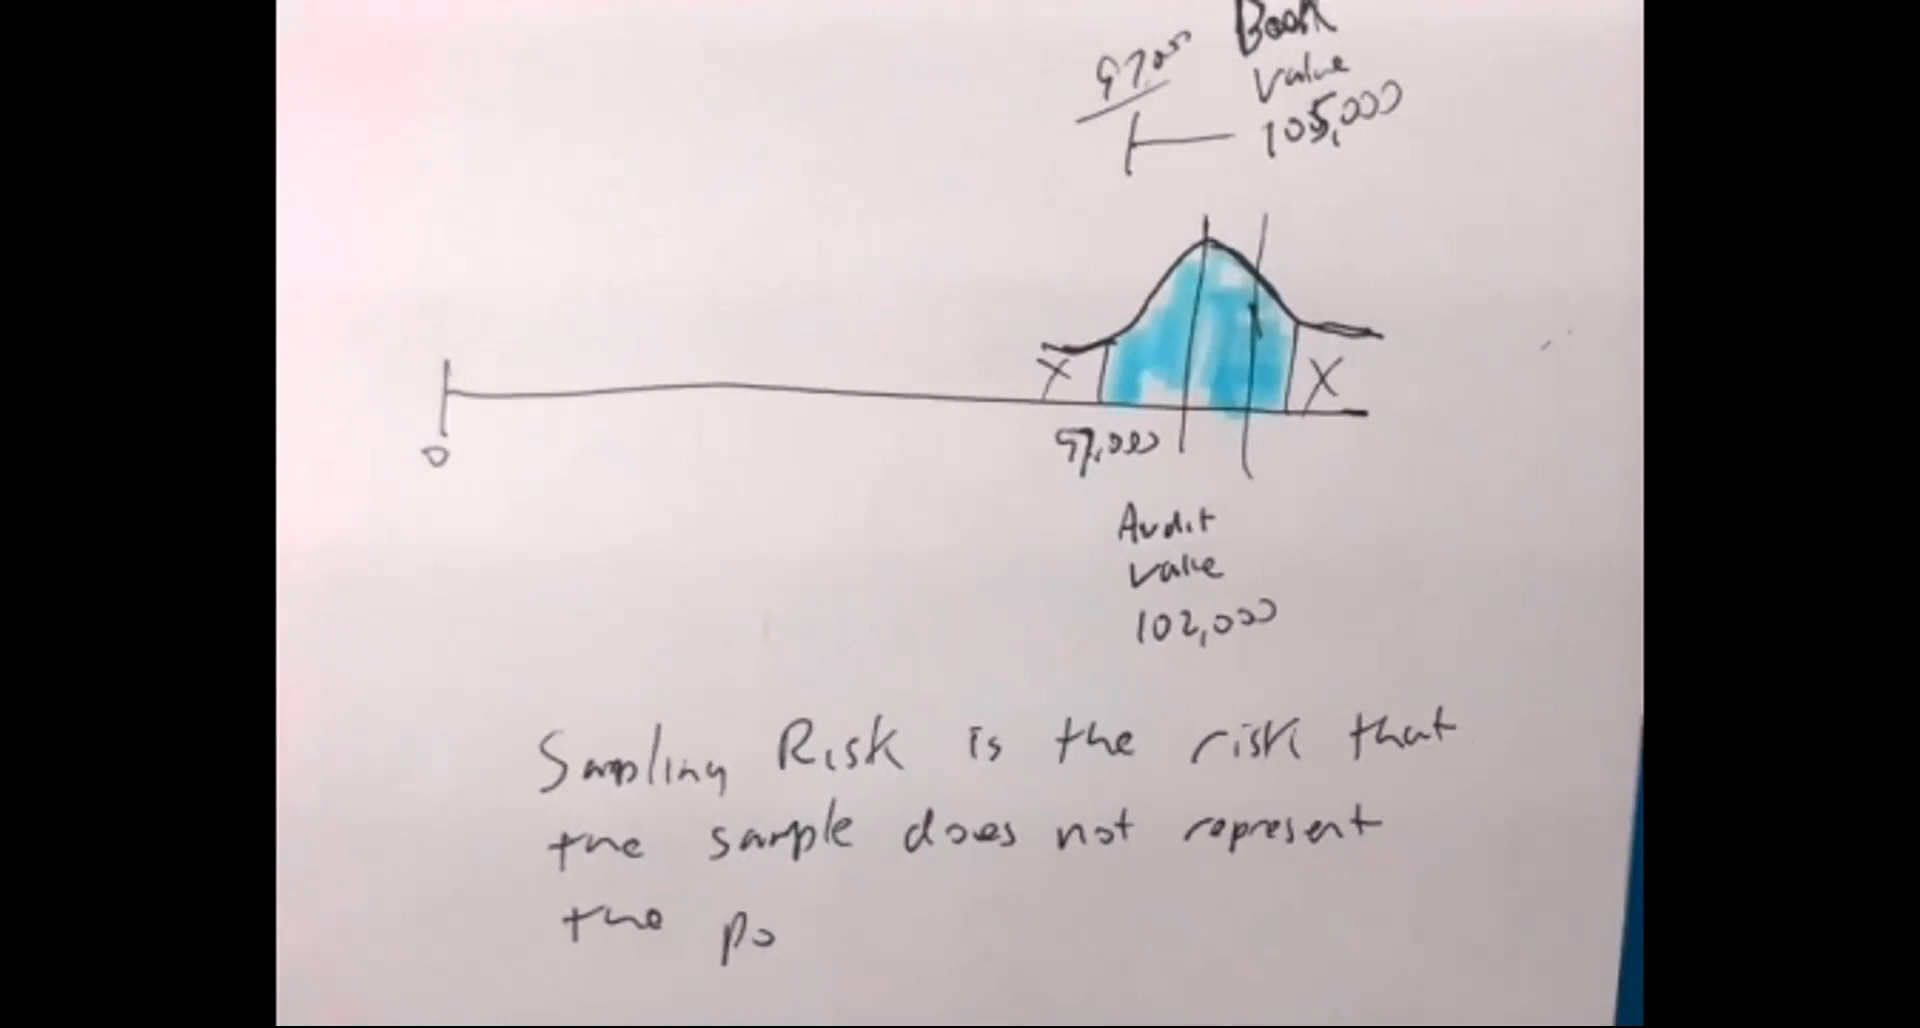 97,000
Book
value
105,000
X
X
0
97,000
Audit
value
102,000
Sampling Risk is the risk that
the sample does not represent
the po